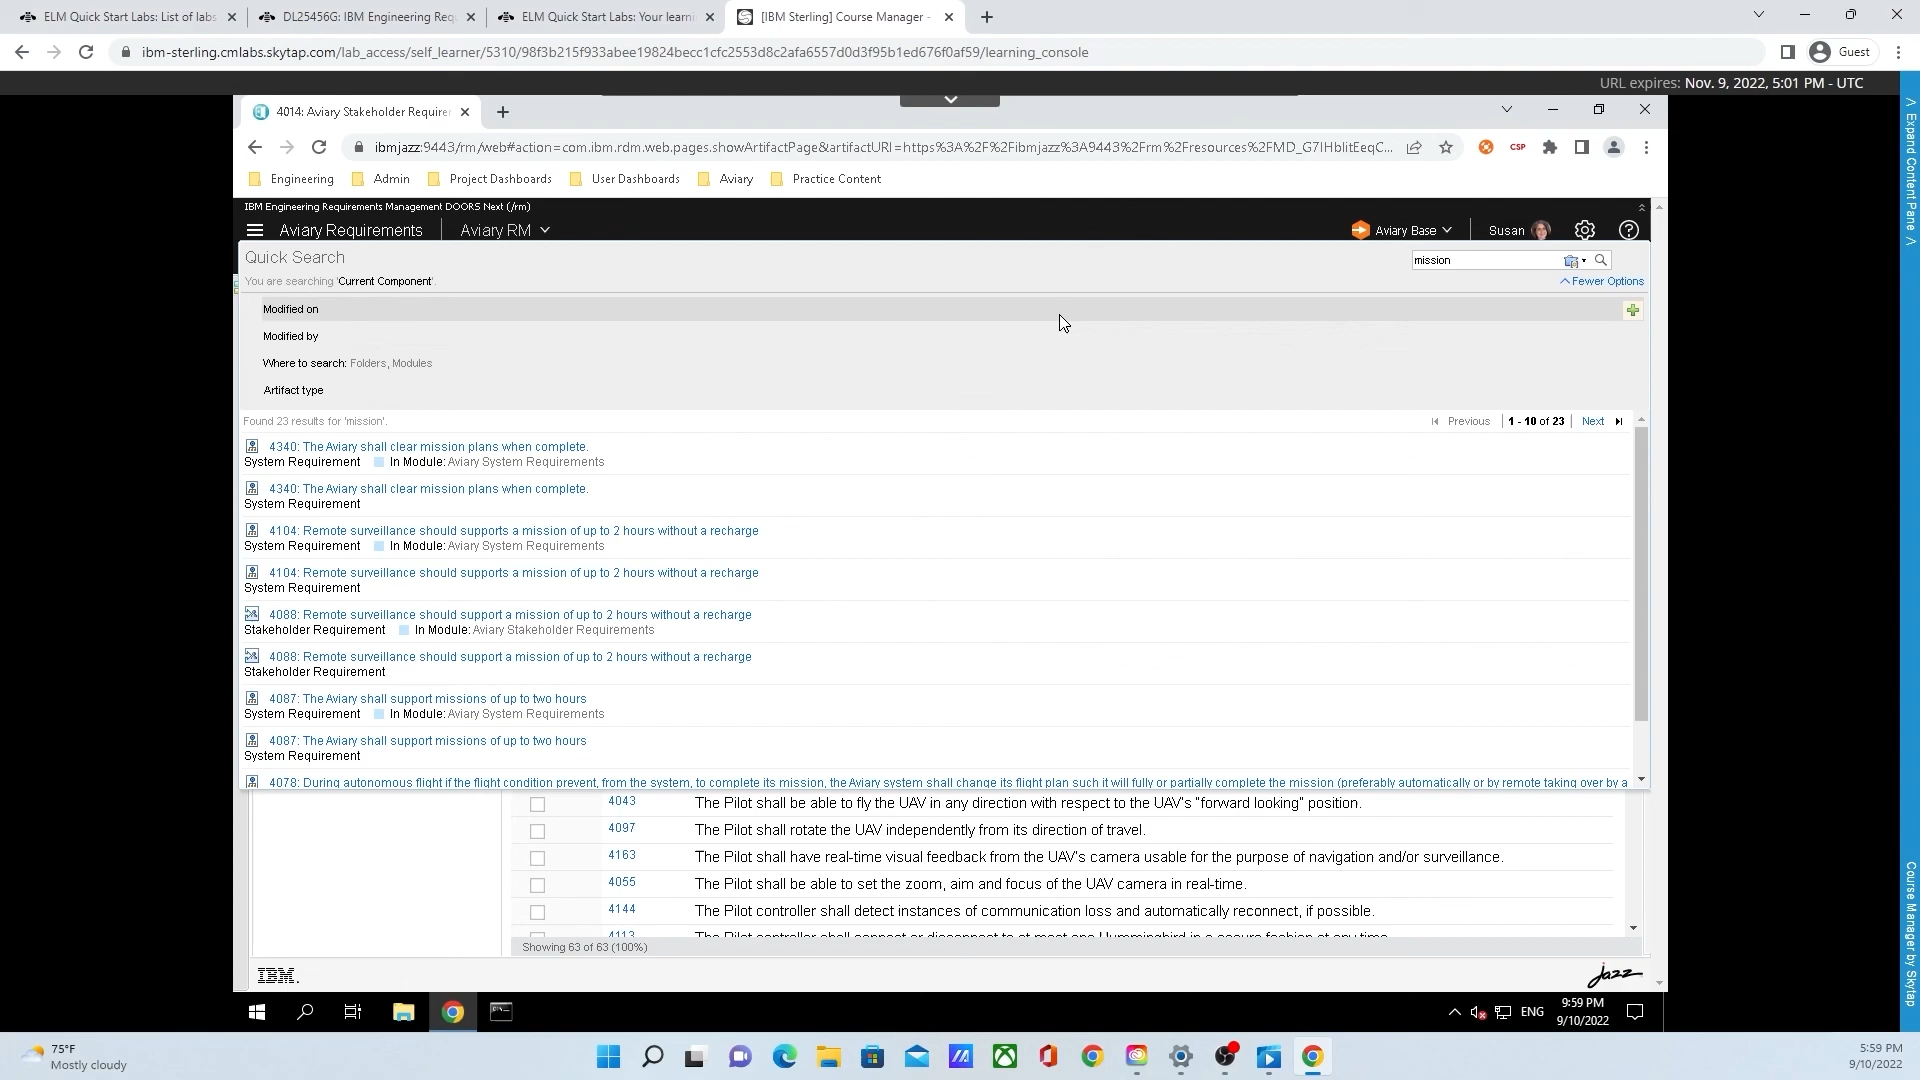 ELM Quick Start Labs: List of labs
DL25456G: IBM Engineering Req
ELM Quick Start Labs: Your learni
[IBM Sterling] Course Manager -
ibm-sterling.cmlabs.skytap.com/lab_access/self_learner/5310/98f3b215f933abee19824becc1cfc2553d8c2afa6557d0d3f95b1ed676f0af59/learning_console
Guest
URL expires: Nov. 9, 2022, 5:01 PM - UTC
4014: Aviary Stakeholder Requirer
ibmjazz:9443/rm/web#action=com.ibm.rdm.web.pages.showArtifactPage&artifactURI=https%3A%2F%2Fibmjazz%3A9443%2Frm%2Fresources%2FMD_G7IHblitEeqC...
CSP
Engineering
Admin
Project Dashboards
User Dashboards
Aviary
Practice Content
IBM Engineering Requirements Management DOORS Next (/rm)
Aviary Requirements
Aviary RM
Aviary Base
Susan
Quick Search
mission
You are searching 'Current Component'.
Fewer Options
Modified on
Modified by
Where to search: Folders, Modules
Artifact type
Found 23 results for 'mission'.
Previous
1 - 10 of 23
Next
4340: The Aviary shall clear mission plans when complete.
System Requirement In Module: Aviary System Requirements
4340: The Aviary shall clear mission plans when complete.
System Requirement
4104: Remote surveillance should supports a mission of up to 2 hours without a recharge
System Requirement In Module: Aviary System Requirements
4104: Remote surveillance should supports a mission of up to 2 hours without a recharge
System Requirement
4088: Remote surveillance should support a mission of up to 2 hours without a recharge
Stakeholder Requirement In Module: Aviary Stakeholder Requirements
4088: Remote surveillance should support a mission of up to 2 hours without a recharge
Stakeholder Requirement
4087: The Aviary shall support missions of up to two hours
System Requirement In Module: Aviary System Requirements
4087: The Aviary shall support missions of up to two hours
System Requirement
4078: During autonomous flight if the flight condition prevent, from the system, to complete its mission, the Aviary system shall change its flight plan such it will fully or partially complete the mission (preferably automatically or by remote taking over by a
4043 The Pilot shall be able to fly the UAV in any direction with respect to the UAV's "forward looking" position.
4097 The Pilot shall rotate the UAV independently from its direction of travel.
4163 The Pilot shall have real-time visual feedback from the UAV's camera usable for the purpose of navigation and/or surveillance.
4055 The Pilot shall be able to set the zoom, aim and focus of the UAV camera in real-time.
4144 The Pilot controller shall detect instances of communication loss and automatically reconnect, if possible.
4113 The Pilot controller shall connect or disconnect to at most one Hummingbird in a secure fashion at any time.
Showing 63 of 63 (100%)
IBM.
jazz
ENG
9:59 PM
9/10/2022
Expand Content Pane
Course Manager by Skytap
75°F
Mostly cloudy
5:59 PM
9/10/2022